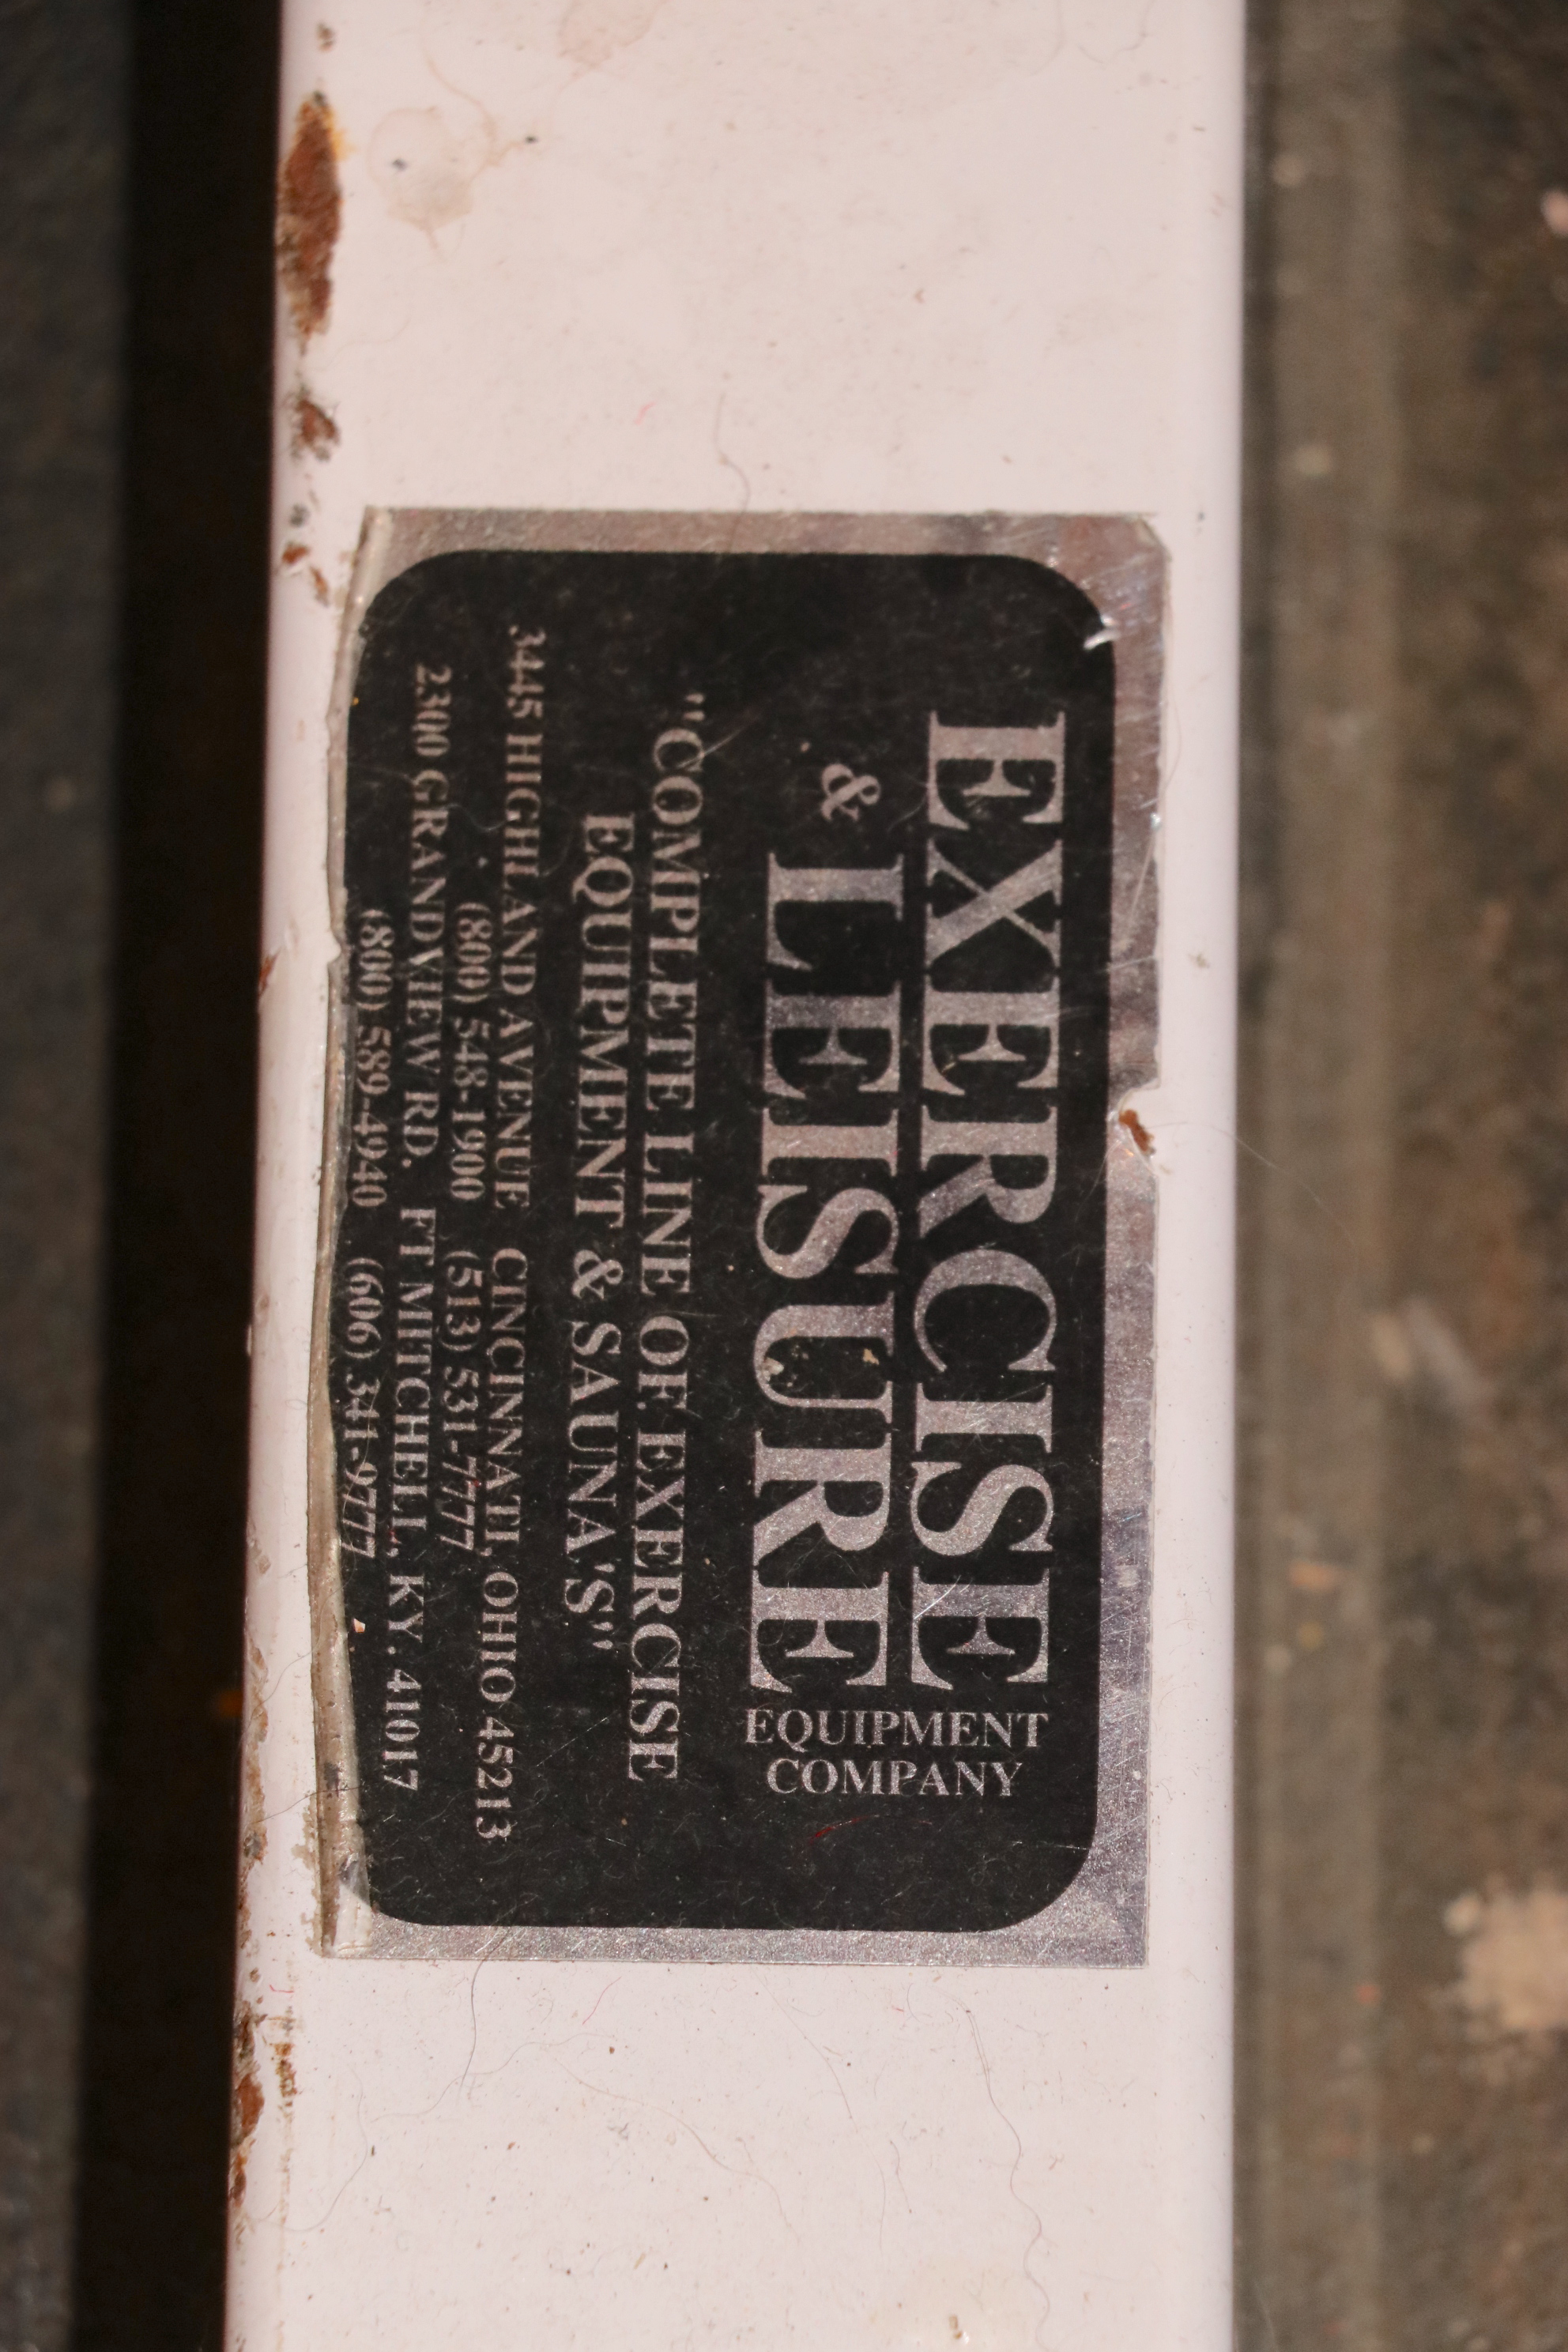 EXERCISE
& LEISURE
EQUIPMENT
COMPANY
"COMPLETE LINE OF EXERCISE
EQUIPMENT & SAUNA'S"
3445 HIGHLAND AVENUE CINCINNATI, OHIO 45213
(800) 548-1900 (513) 531-7777
2300 GRANDVIEW RD. FT MITCHELL, KY. 41017
(800) 589-4940 (606) 341-9777